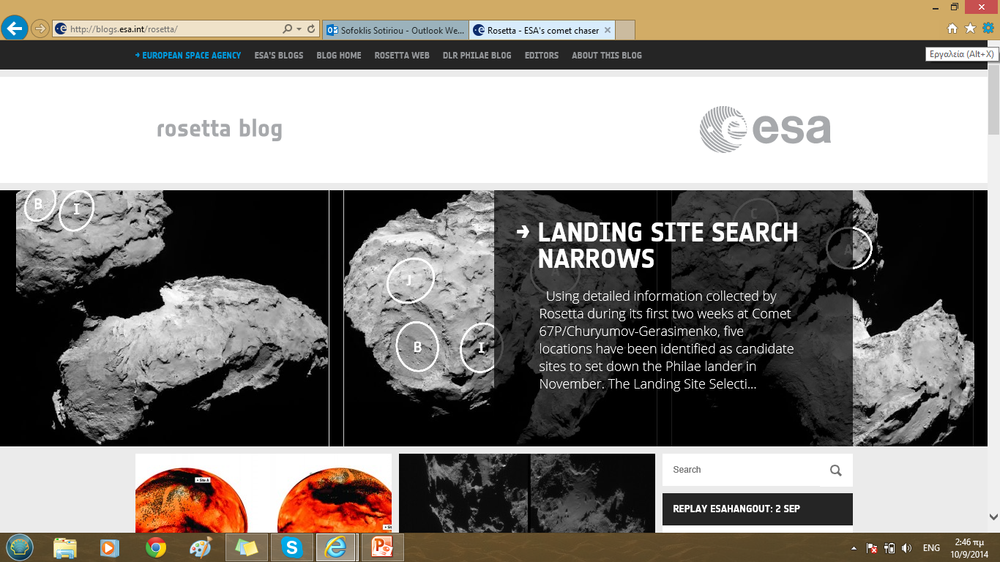 http://blogs.esa.int/rosetta/
Sofoklis Sotiriou - Outlook We...
Rosetta - ESA's comet chaser
EUROPEAN SPACE AGENCY
ESA'S BLOGS
BLOG HOME
ROSETTA WEB
DLR PHILAE BLOG
EDITORS
ABOUT THIS BLOG
Εργαλεία (Alt+X)
rosetta blog
esa
B
I
J
B
I
C
A
LANDING SITE SEARCH
NARROWS
Using detailed information collected by
Rosetta during its first two weeks at Comet
67P/Churyumov-Gerasimenko, five
locations have been identified as candidate
sites to set down the Philae lander in
November. The Landing Site Selecti...
Site A
Search
REPLAY ESAHANGOUT: 2 SEP
ENG
2:46 πμ
10/9/2014